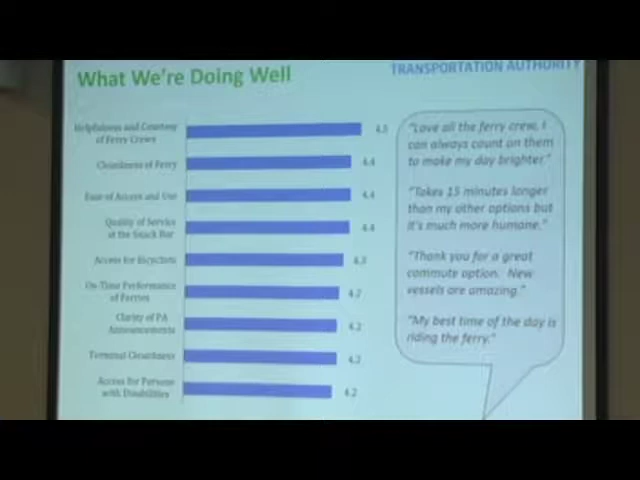 What We're Doing Well
TRANSPORTATION AUTHORITY
Helpfulness and Courtesy
of Ferry Crews
4.5
Cleanliness of Ferry
4.4
Ease of Access and Use
4.4
Quality of Service
at the Snack Bar
4.4
Access for Bicyclists
4.3
On-Time Performance
of Ferries
4.2
Clarity of PA
Announcements
4.2
Terminal Cleanliness
4.2
Access for Persons
with Disabilities
4.2
"Love all the ferry crew, I
can always count on them
to make my day brighter."
"Takes 15 minutes longer
than my other options but
it's much more humane."
"Thank you for a great
commute option. New
vessels are amazing."
"My best time of the day is
riding the ferry."